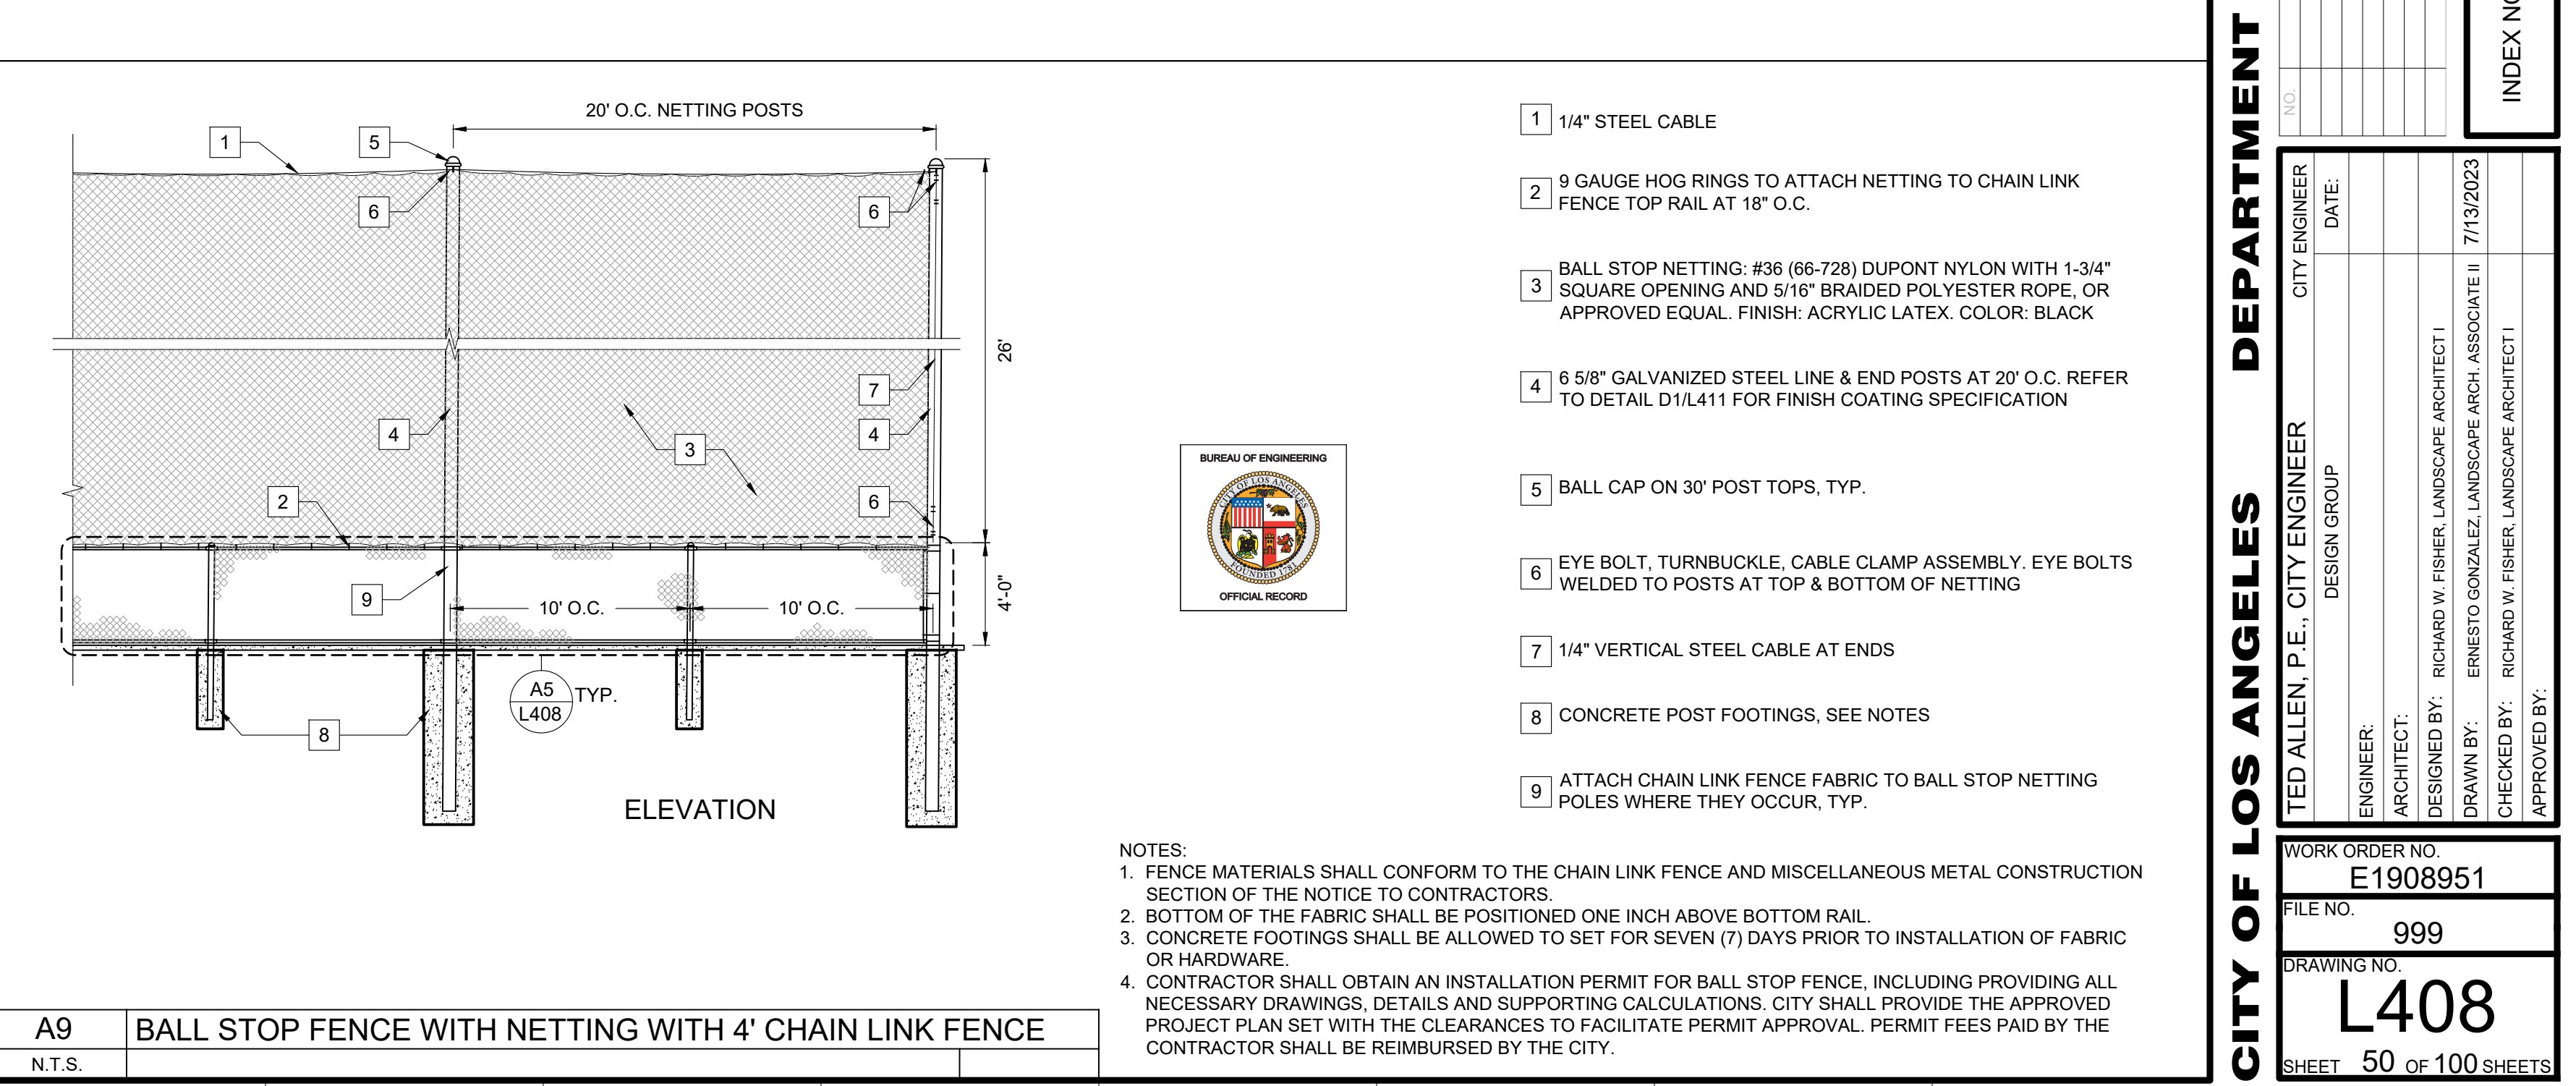 20' O.C. NETTING POSTS
1
5
6
6
26'
7
4
4
3
2
6
9
10' O.C.
10' O.C.
4'-0"
A5
L408
TYP.
8
ELEVATION
1 1/4" STEEL CABLE
2 9 GAUGE HOG RINGS TO ATTACH NETTING TO CHAIN LINK
FENCE TOP RAIL AT 18" O.C.
3 BALL STOP NETTING: #36 (66-728) DUPONT NYLON WITH 1-3/4"
SQUARE OPENING AND 5/16" BRAIDED POLYESTER ROPE, OR
APPROVED EQUAL. FINISH: ACRYLIC LATEX. COLOR: BLACK
4 6 5/8" GALVANIZED STEEL LINE & END POSTS AT 20' O.C. REFER
TO DETAIL D1/L411 FOR FINISH COATING SPECIFICATION
5 BALL CAP ON 30' POST TOPS, TYP.
6 EYE BOLT, TURNBUCKLE, CABLE CLAMP ASSEMBLY. EYE BOLTS
WELDED TO POSTS AT TOP & BOTTOM OF NETTING
7 1/4" VERTICAL STEEL CABLE AT ENDS
8 CONCRETE POST FOOTINGS, SEE NOTES
9 ATTACH CHAIN LINK FENCE FABRIC TO BALL STOP NETTING
POLES WHERE THEY OCCUR, TYP.
BUREAU OF ENGINEERING
CITY OF LOS ANGELES
FOUNDED 1781
OFFICIAL RECORD
NOTES:
1. FENCE MATERIALS SHALL CONFORM TO THE CHAIN LINK FENCE AND MISCELLANEOUS METAL CONSTRUCTION
SECTION OF THE NOTICE TO CONTRACTORS.
2. BOTTOM OF THE FABRIC SHALL BE POSITIONED ONE INCH ABOVE BOTTOM RAIL.
3. CONCRETE FOOTINGS SHALL BE ALLOWED TO SET FOR SEVEN (7) DAYS PRIOR TO INSTALLATION OF FABRIC
OR HARDWARE.
4. CONTRACTOR SHALL OBTAIN AN INSTALLATION PERMIT FOR BALL STOP FENCE, INCLUDING PROVIDING ALL
NECESSARY DRAWINGS, DETAILS AND SUPPORTING CALCULATIONS. CITY SHALL PROVIDE THE APPROVED
PROJECT PLAN SET WITH THE CLEARANCES TO FACILITATE PERMIT APPROVAL. PERMIT FEES PAID BY THE
CONTRACTOR SHALL BE REIMBURSED BY THE CITY.
A9
BALL STOP FENCE WITH NETTING WITH 4' CHAIN LINK FENCE
N.T.S.
CITY OF LOS ANGELES DEPARTMENT
NO.
INDEX
TED ALLEN, P.E., CITY ENGINEER CITY ENGINEER
DESIGN GROUP DATE:
ENGINEER:
ARCHITECT:
DESIGNED BY: RICHARD W. FISHER, LANDSCAPE ARCHITECT I
DRAWN BY: ERNESTO GONZALEZ, LANDSCAPE ARCH. ASSOCIATE II 7/13/2023
CHECKED BY: RICHARD W. FISHER, LANDSCAPE ARCHITECT I
APPROVED BY:
WORK ORDER NO.
E1908951
FILE NO.
999
DRAWING NO.
L408
SHEET 50 OF 100 SHEETS